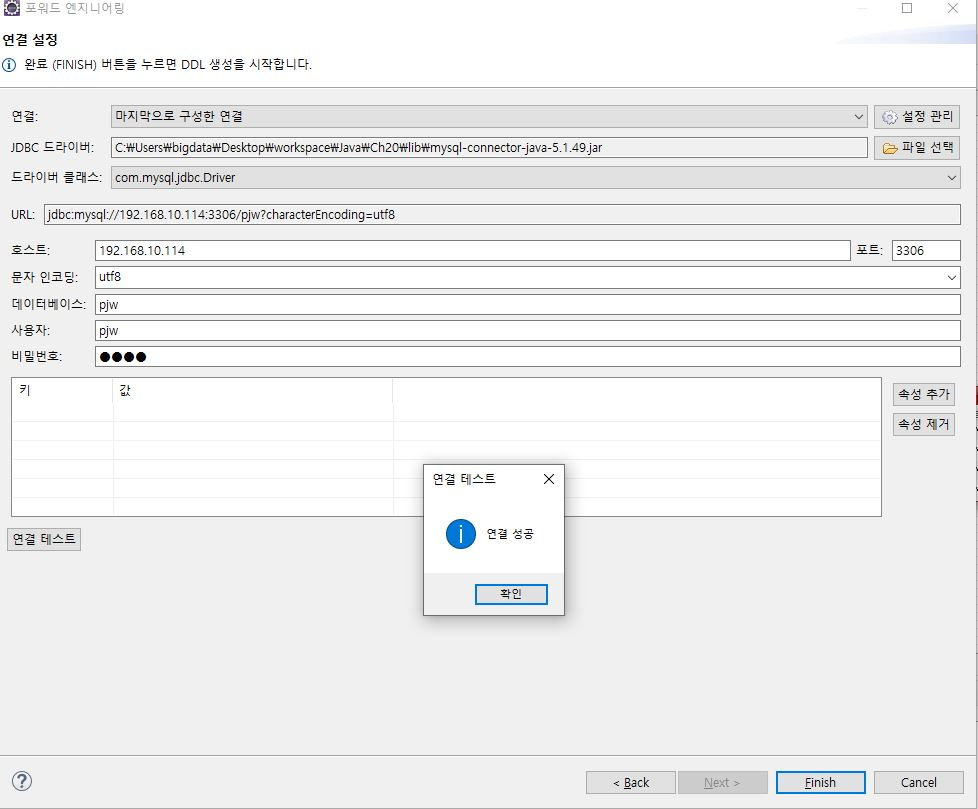 포워드 엔지니어링
연결 설정
완료 (FINISH) 버튼을 누르면 DDL 생성을 시작합니다.
연결: 마지막으로 구성한 연결 설정 관리
JDBC 드라이버: C:₩Users₩bigdata₩Desktop₩workspace₩Java₩Ch20₩lib₩mysql-connector-java-5.1.49.jar 파일 선택
드라이버 클래스: com.mysql.jdbc.Driver
URL: jdbc:mysql://192.168.10.114:3306/pjw?characterEncoding=utf8
호스트: 192.168.10.114 포트: 3306
문자 인코딩: utf8
데이터베이스: pjw
사용자: pjw
비밀번호: ●●●●
키 값
속성 추가
속성 제거
연결 테스트
연결 성공
확인
연결 테스트
< Back Next > Finish Cancel